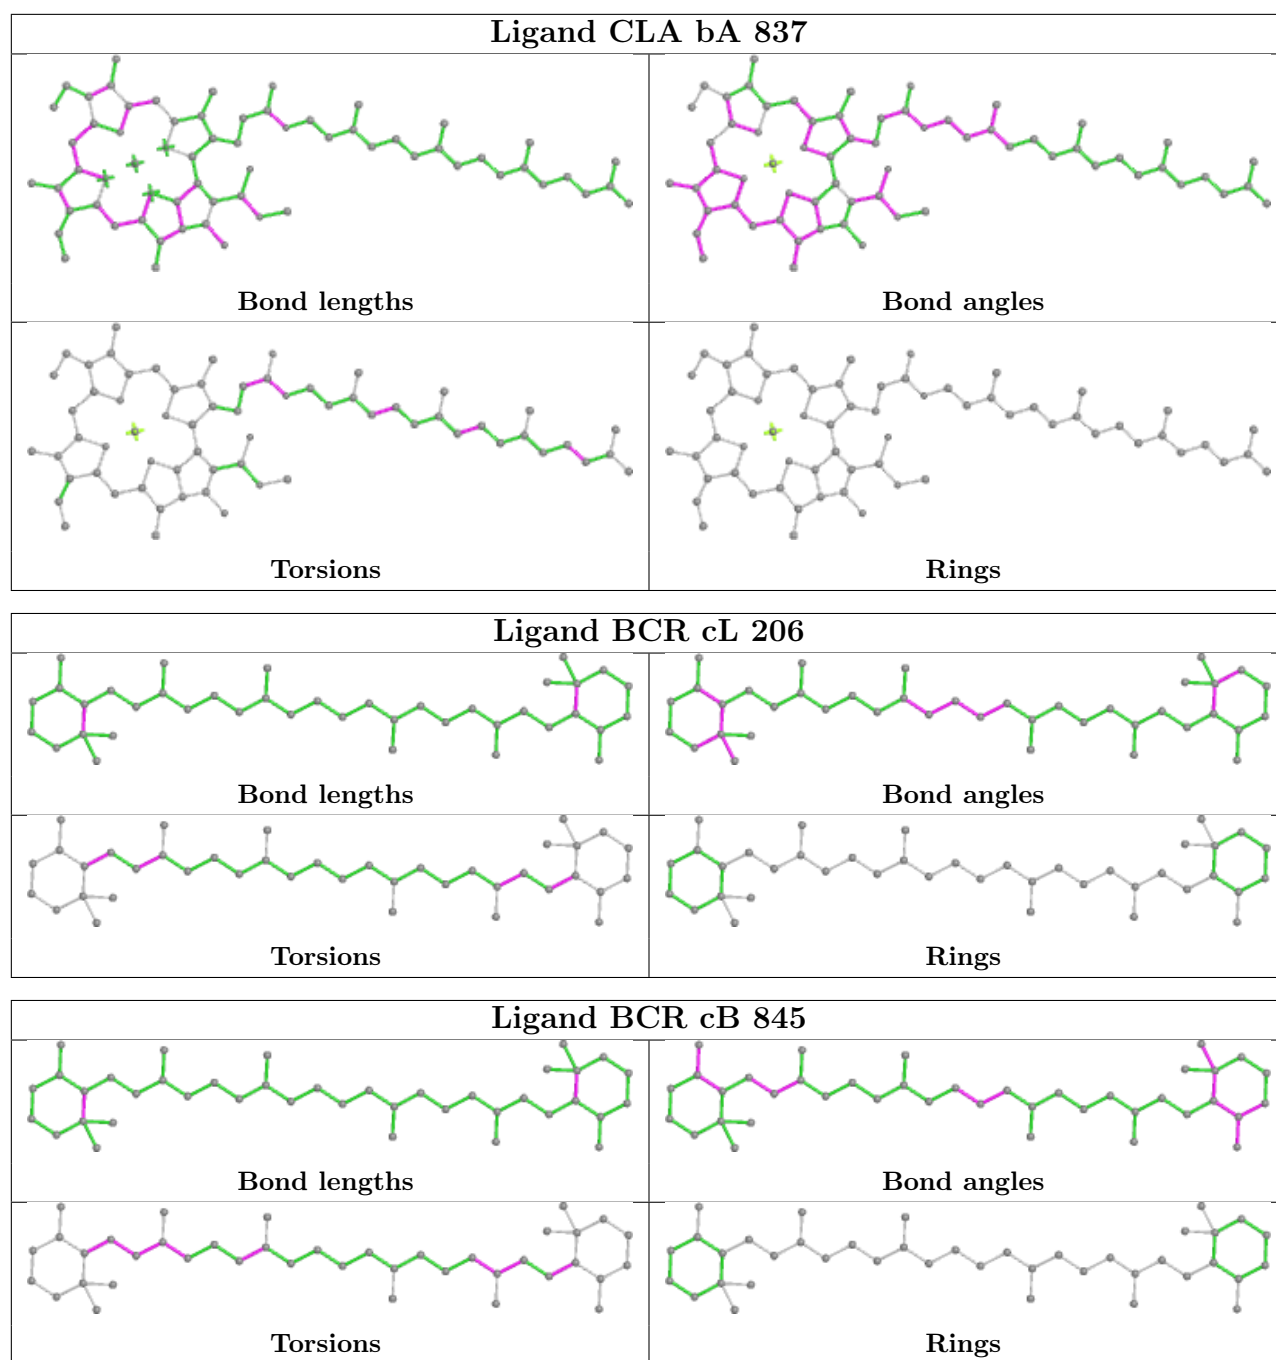 Ligand CLA bA 837
Bond lengths
Bond angles
Torsions
Rings
Ligand BCR cL 206
Bond lengths
Bond angles
Torsions
Rings
Ligand BCR cB 845
Bond lengths
Bond angles
Torsions
Rings